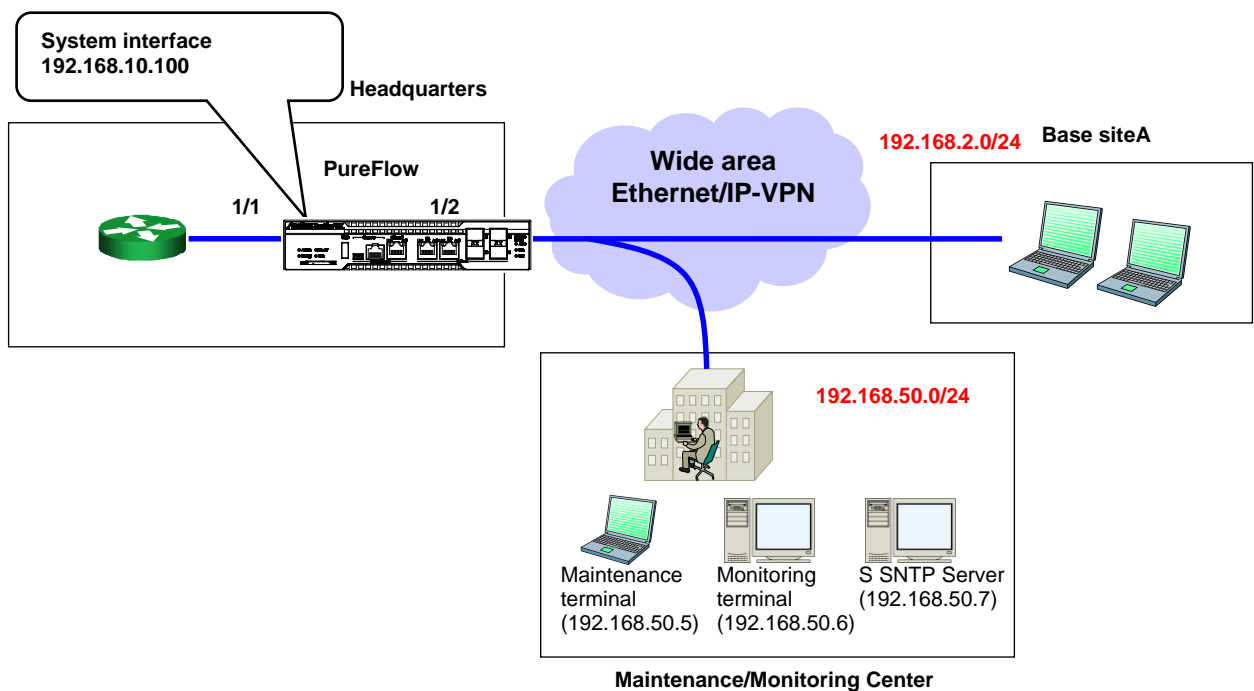 System interface
192.168.10.100
Headquarters
PureFlow
1/1
1/2
Wide area
Ethernet/IP-VPN
192.168.2.0/24
Base siteA
192.168.50.0/24
Maintenance
terminal
(192.168.50.5)
Monitoring
terminal
(192.168.50.6)
S SNTP Server
(192.168.50.7)
Maintenance/Monitoring Center